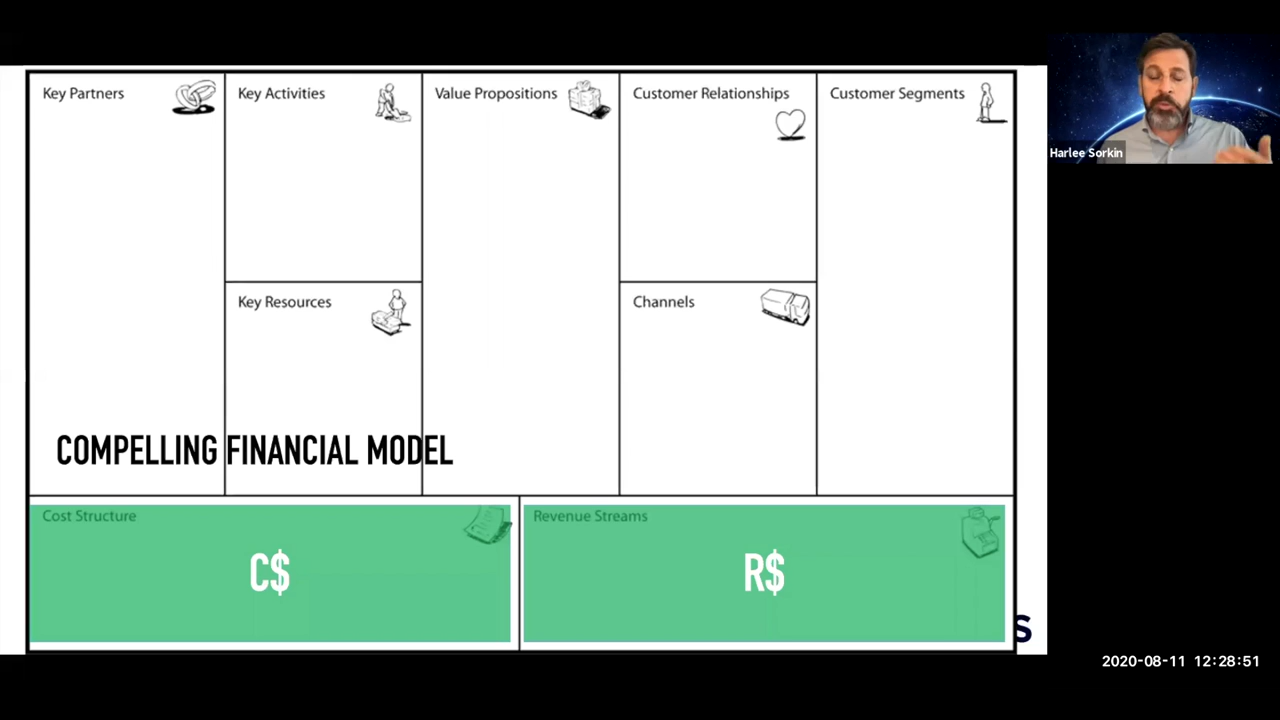 Key Partners
Key Activities
Value Propositions
Customer Relationships
Customer Segments
Harlee Sorkin
Key Resources
Channels
COMPELLING FINANCIAL MODEL
Cost Structure
Revenue Streams
C$
R$
S
2020-08-11 12:28:51